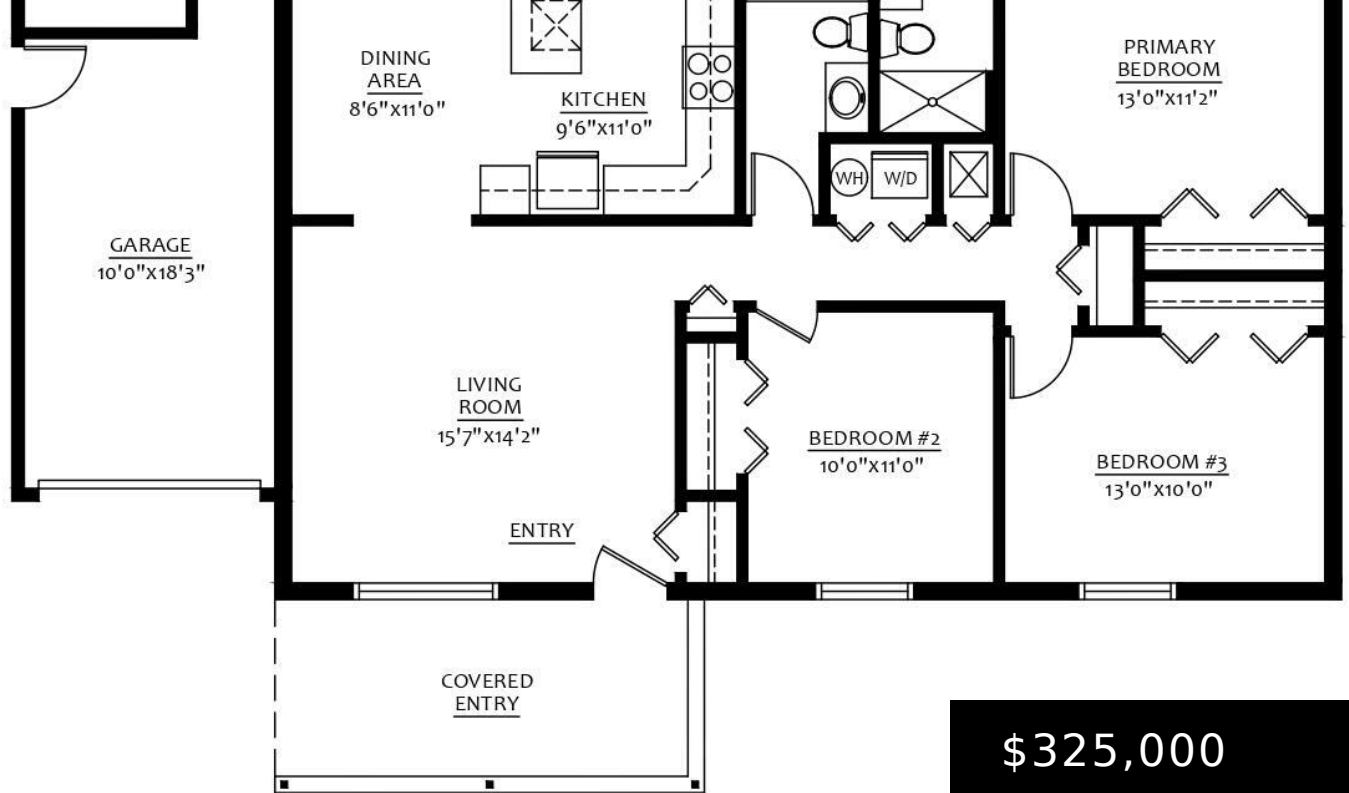 DINING
AREA
8'6"x11'0"
KITCHEN
9'6"x11'0"
PRIMARY
BEDROOM
13'0"x11'2"
WH
W/D
GARAGE
10'0"x18'3"
LIVING
ROOM
15'7"x14'2"
BEDROOM #2
10'0"x11'0"
BEDROOM #3
13'0"x10'0"
ENTRY
COVERED
ENTRY
$325,000